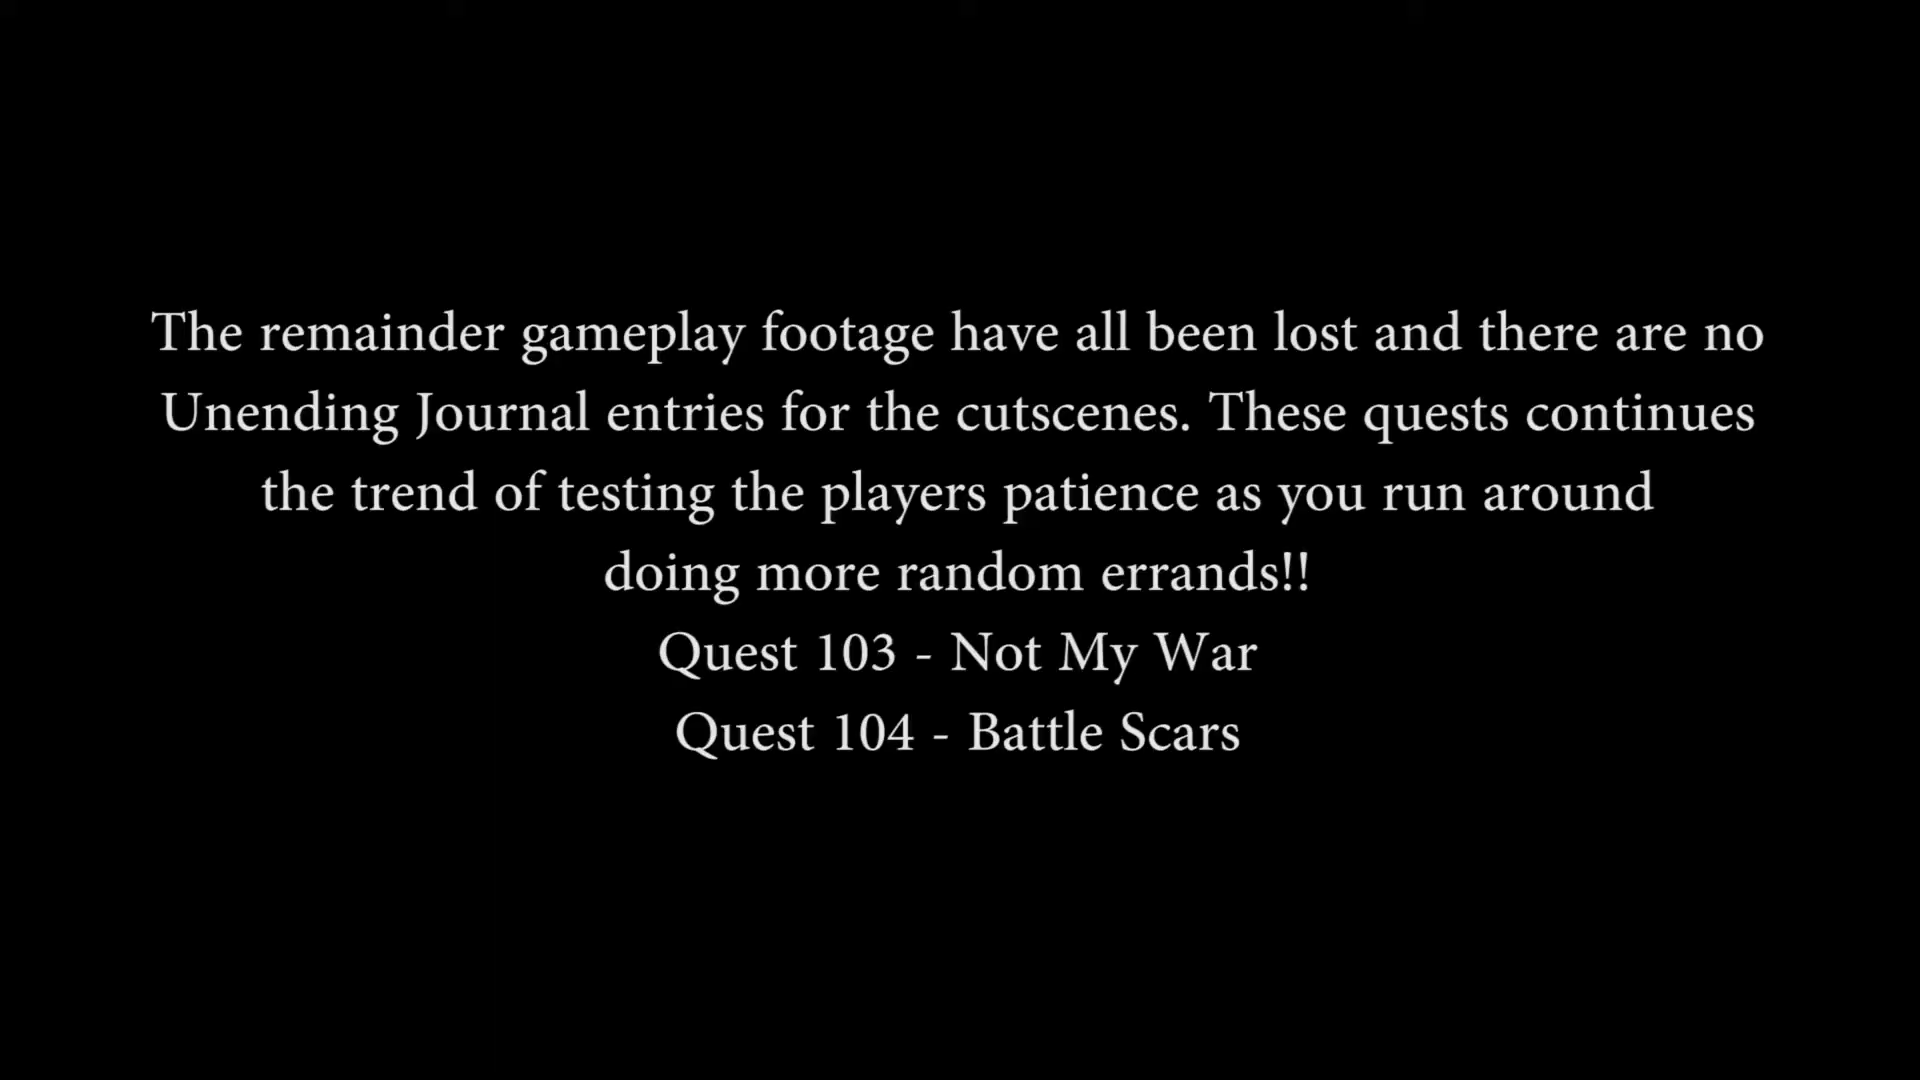 The remainder gameplay footage have all been lost and there are no
Unending Journal entries for the cutscenes. These quests continues
the trend of testing the players patience as you run around
doing more random errands!!
Quest 103 - Not My War
Quest 104 - Battle Scars